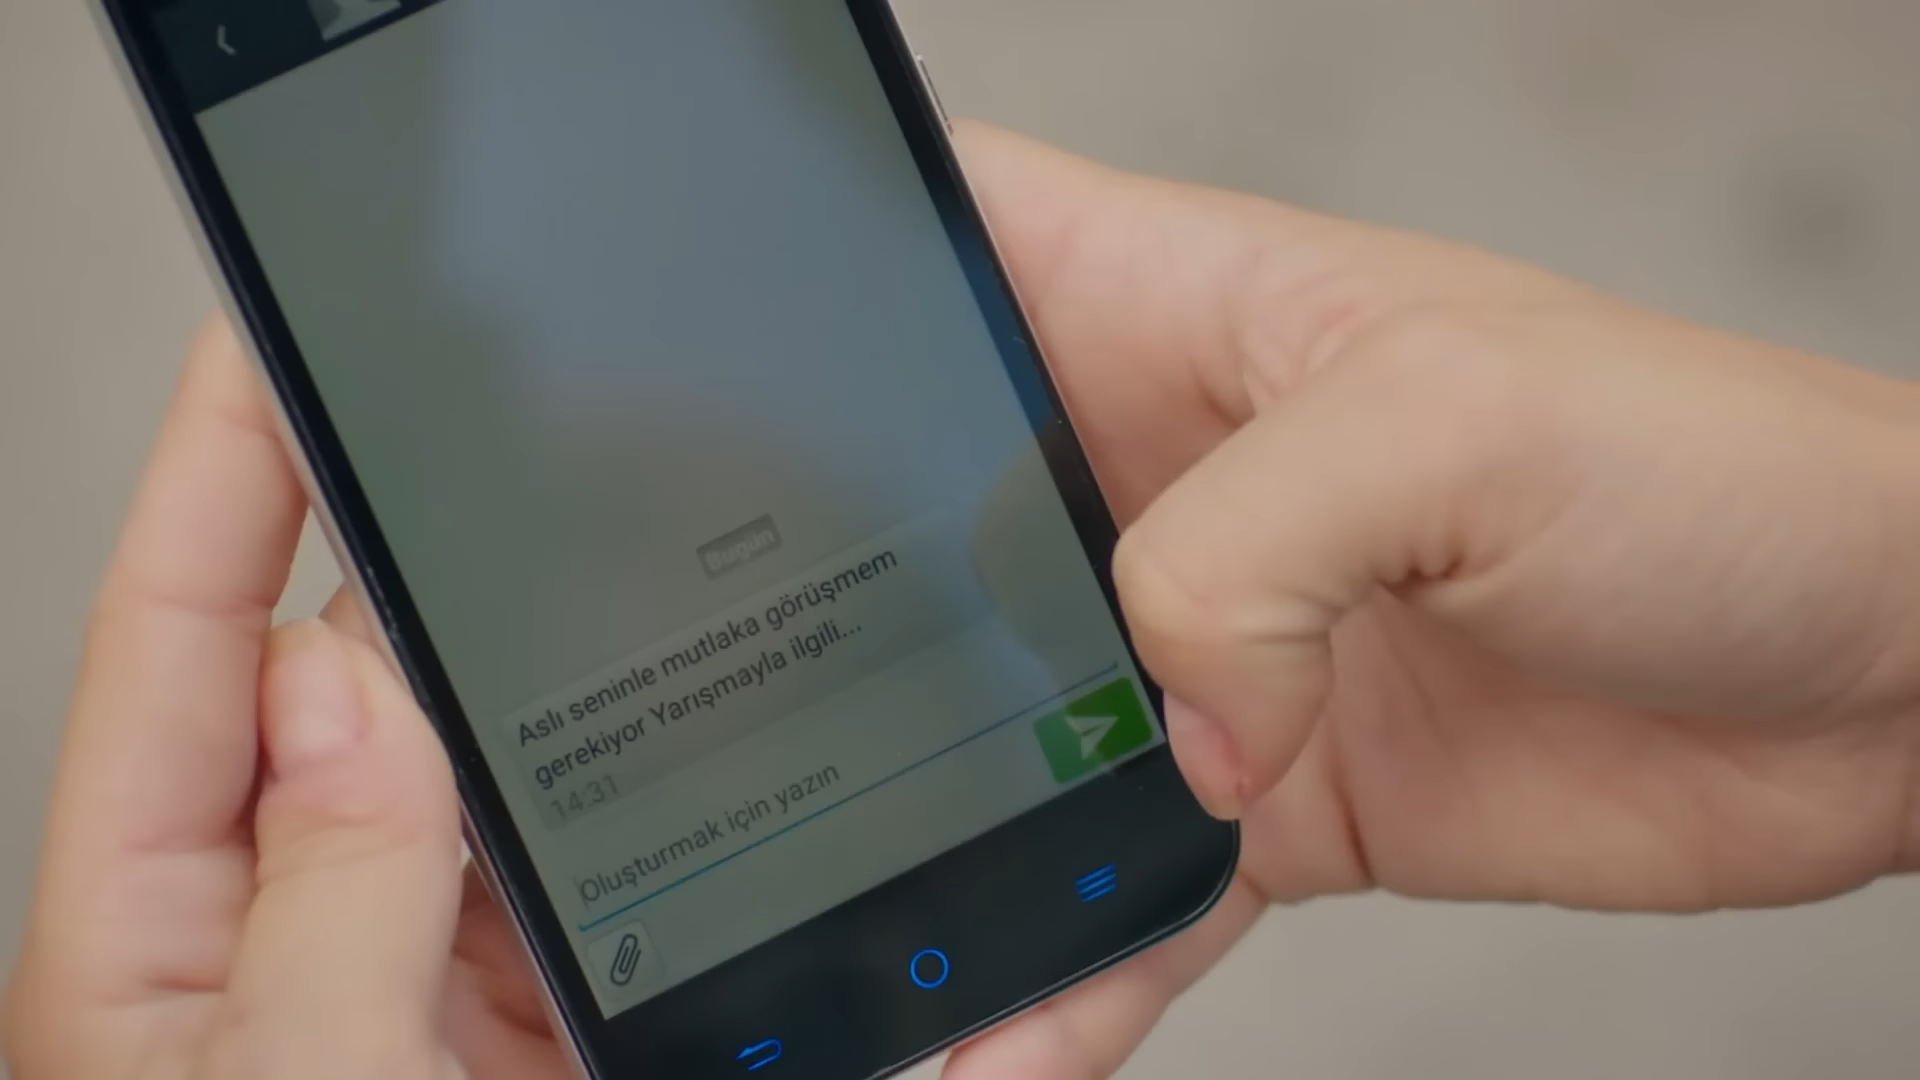 Bugün
Aslı seninle mutlaka görüşmem
gerekiyor Yarışmayla ilgili...
14:31
Oluşturmak için yazın